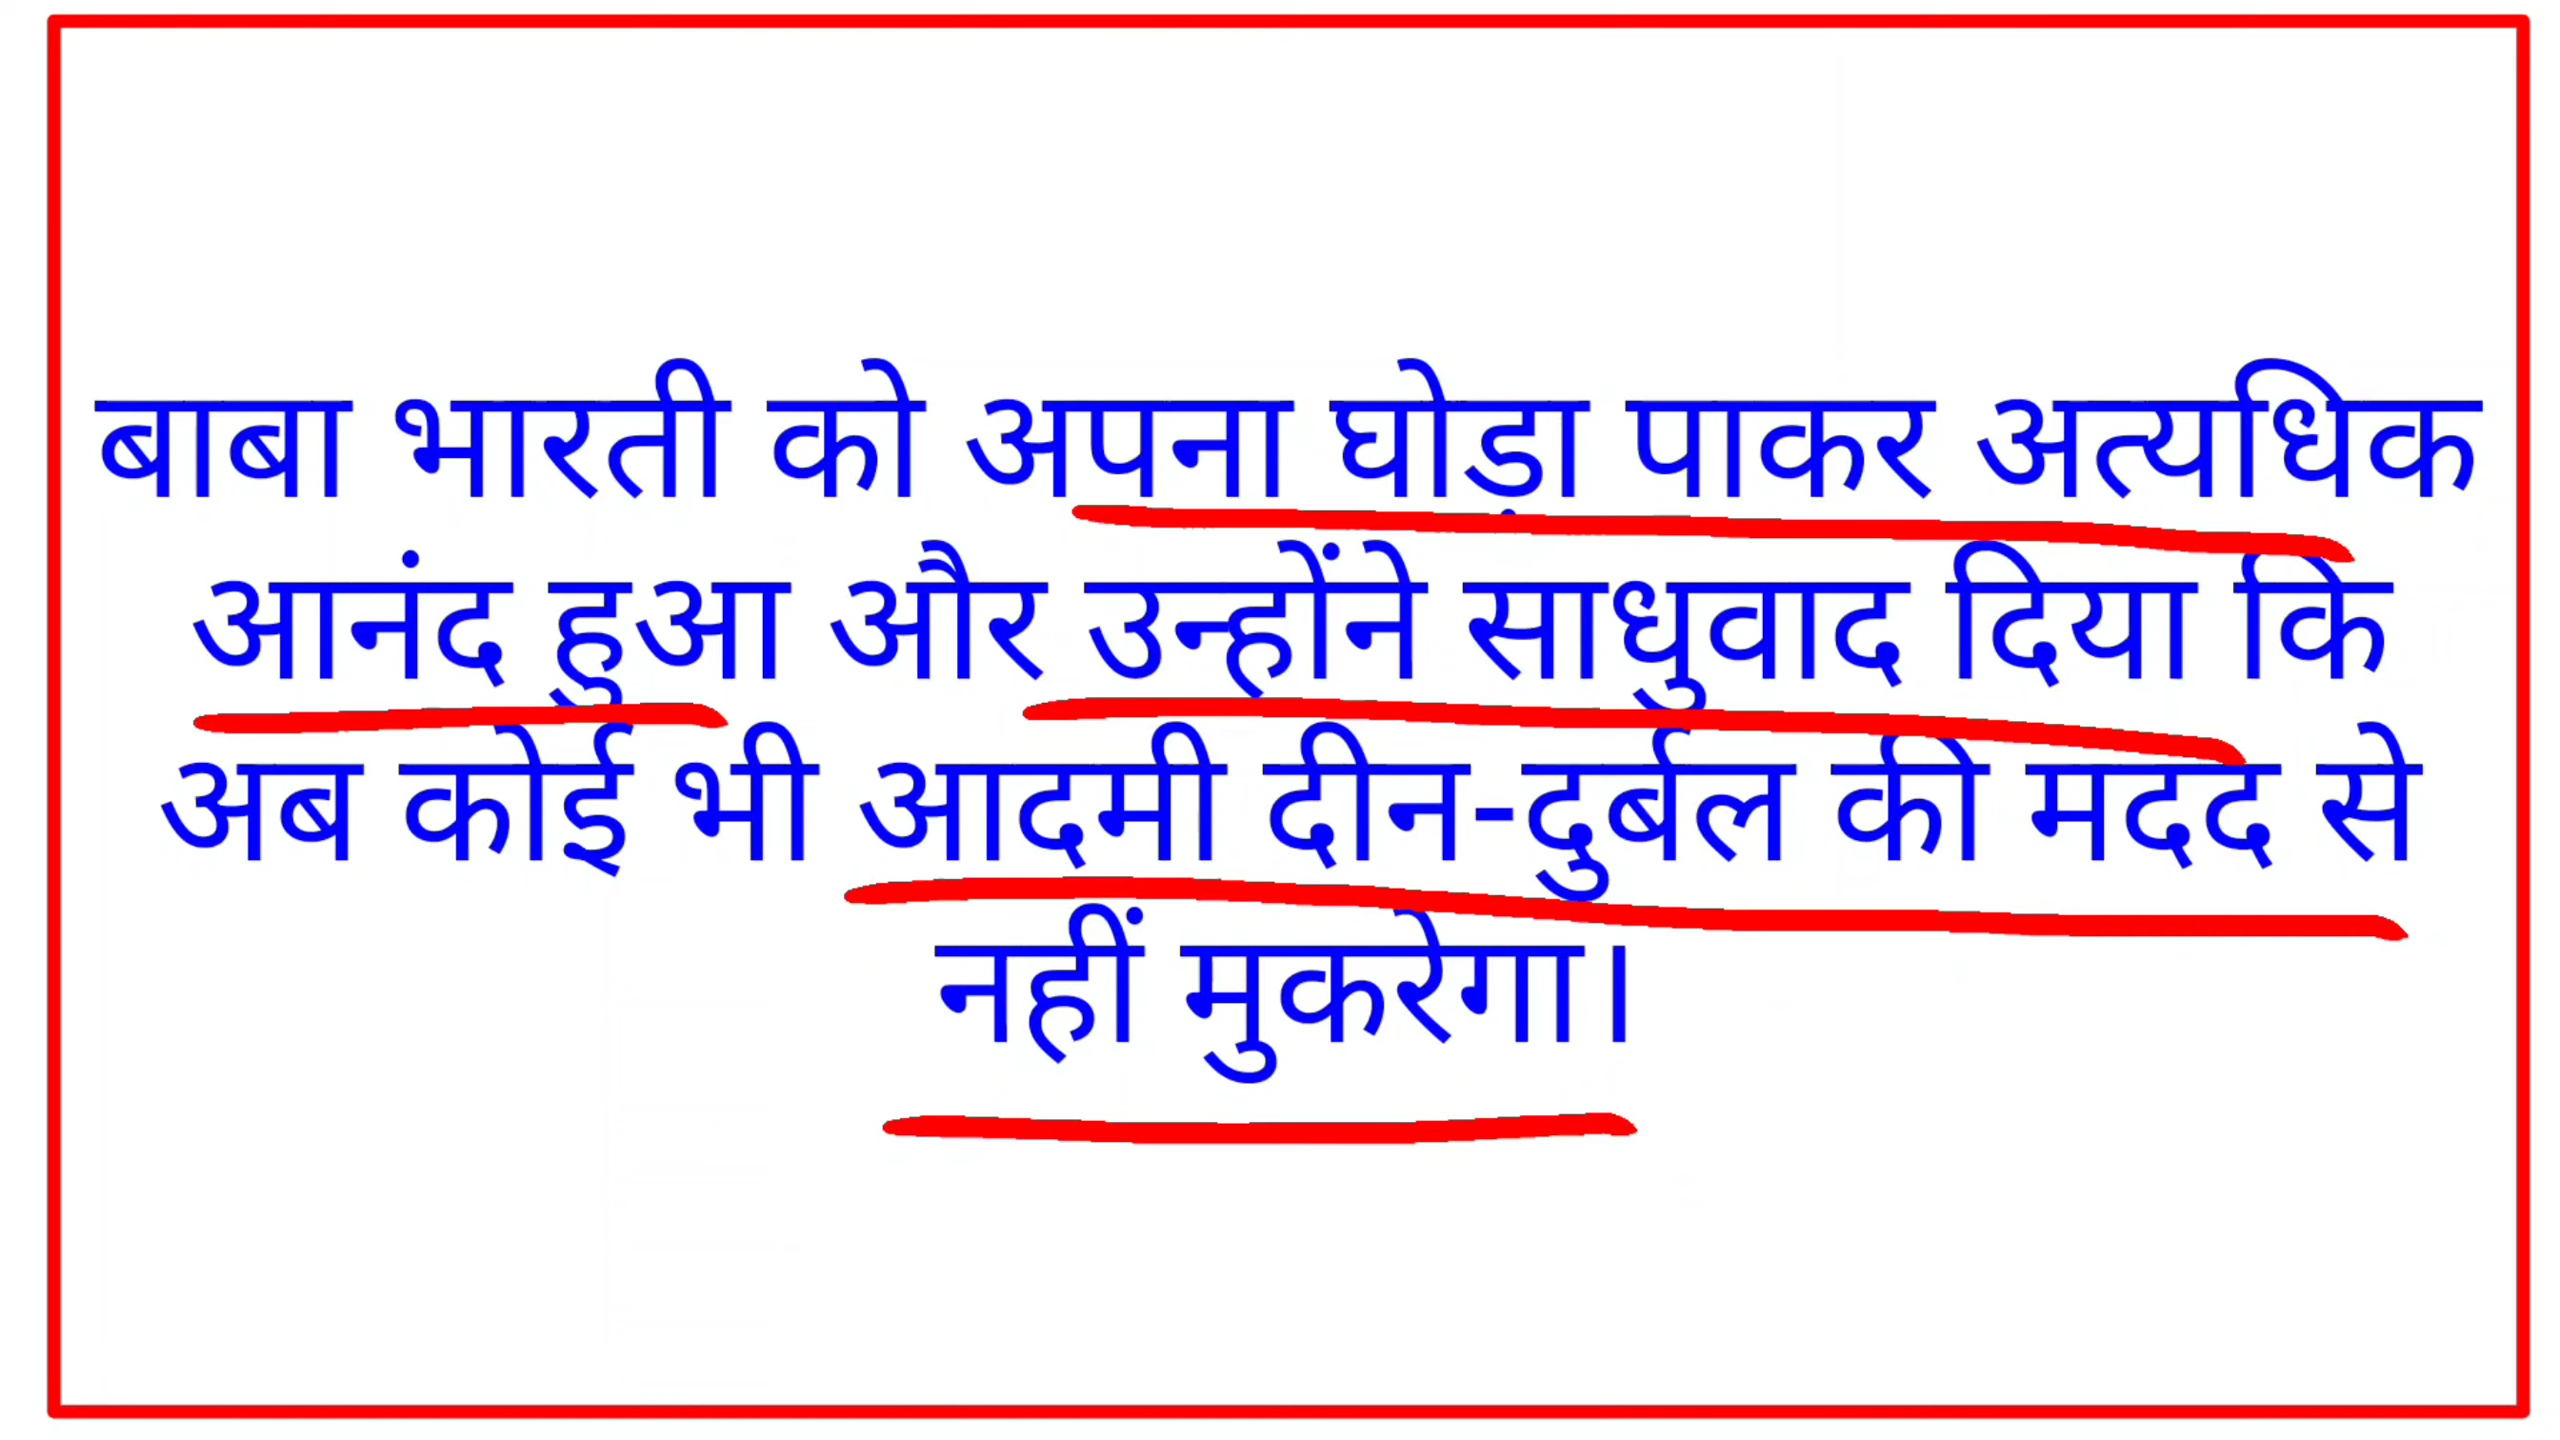 बाबा भारती को अपना घोड़ा पाकर अत्यधिक
आनंद हुआ और उन्होंने साधुवाद दिया कि
अब कोई भी आदमी दीन-दुर्बल की मदद से
नहीं मुकरेगा।